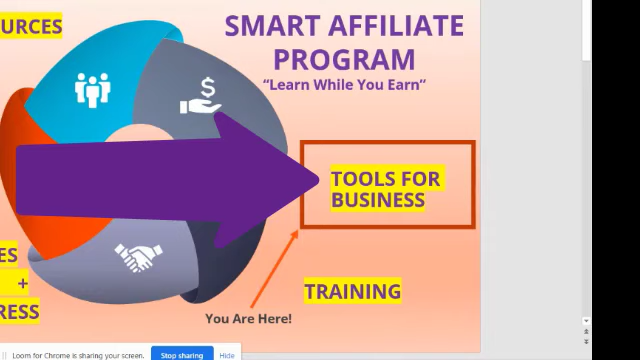 URCES
SMART AFFILIATE
PROGRAM
“Learn While You Earn”
$
TOOLS FOR
BUSINESS
ES
+
RESS
TRAINING
You Are Here!
Loom for Chrome is sharing your screen.
Stop sharing
Hide